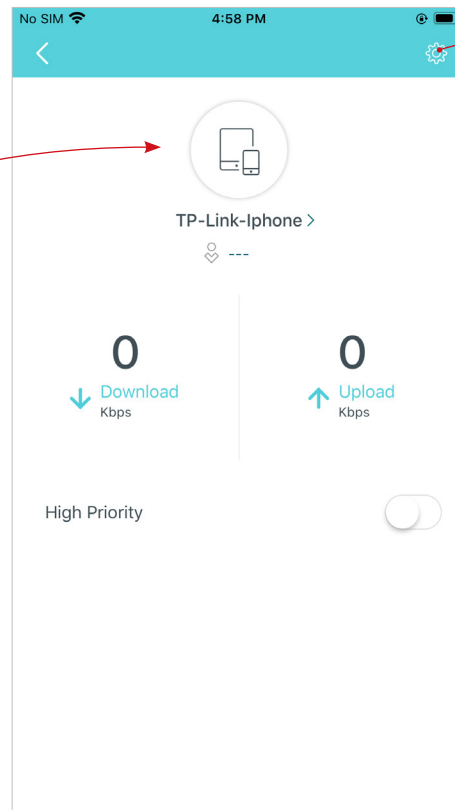 No SIM 4:58 PM
TP-Link-Iphone >
---
0 0
Download Upload
Kbps Kbps
High Priority